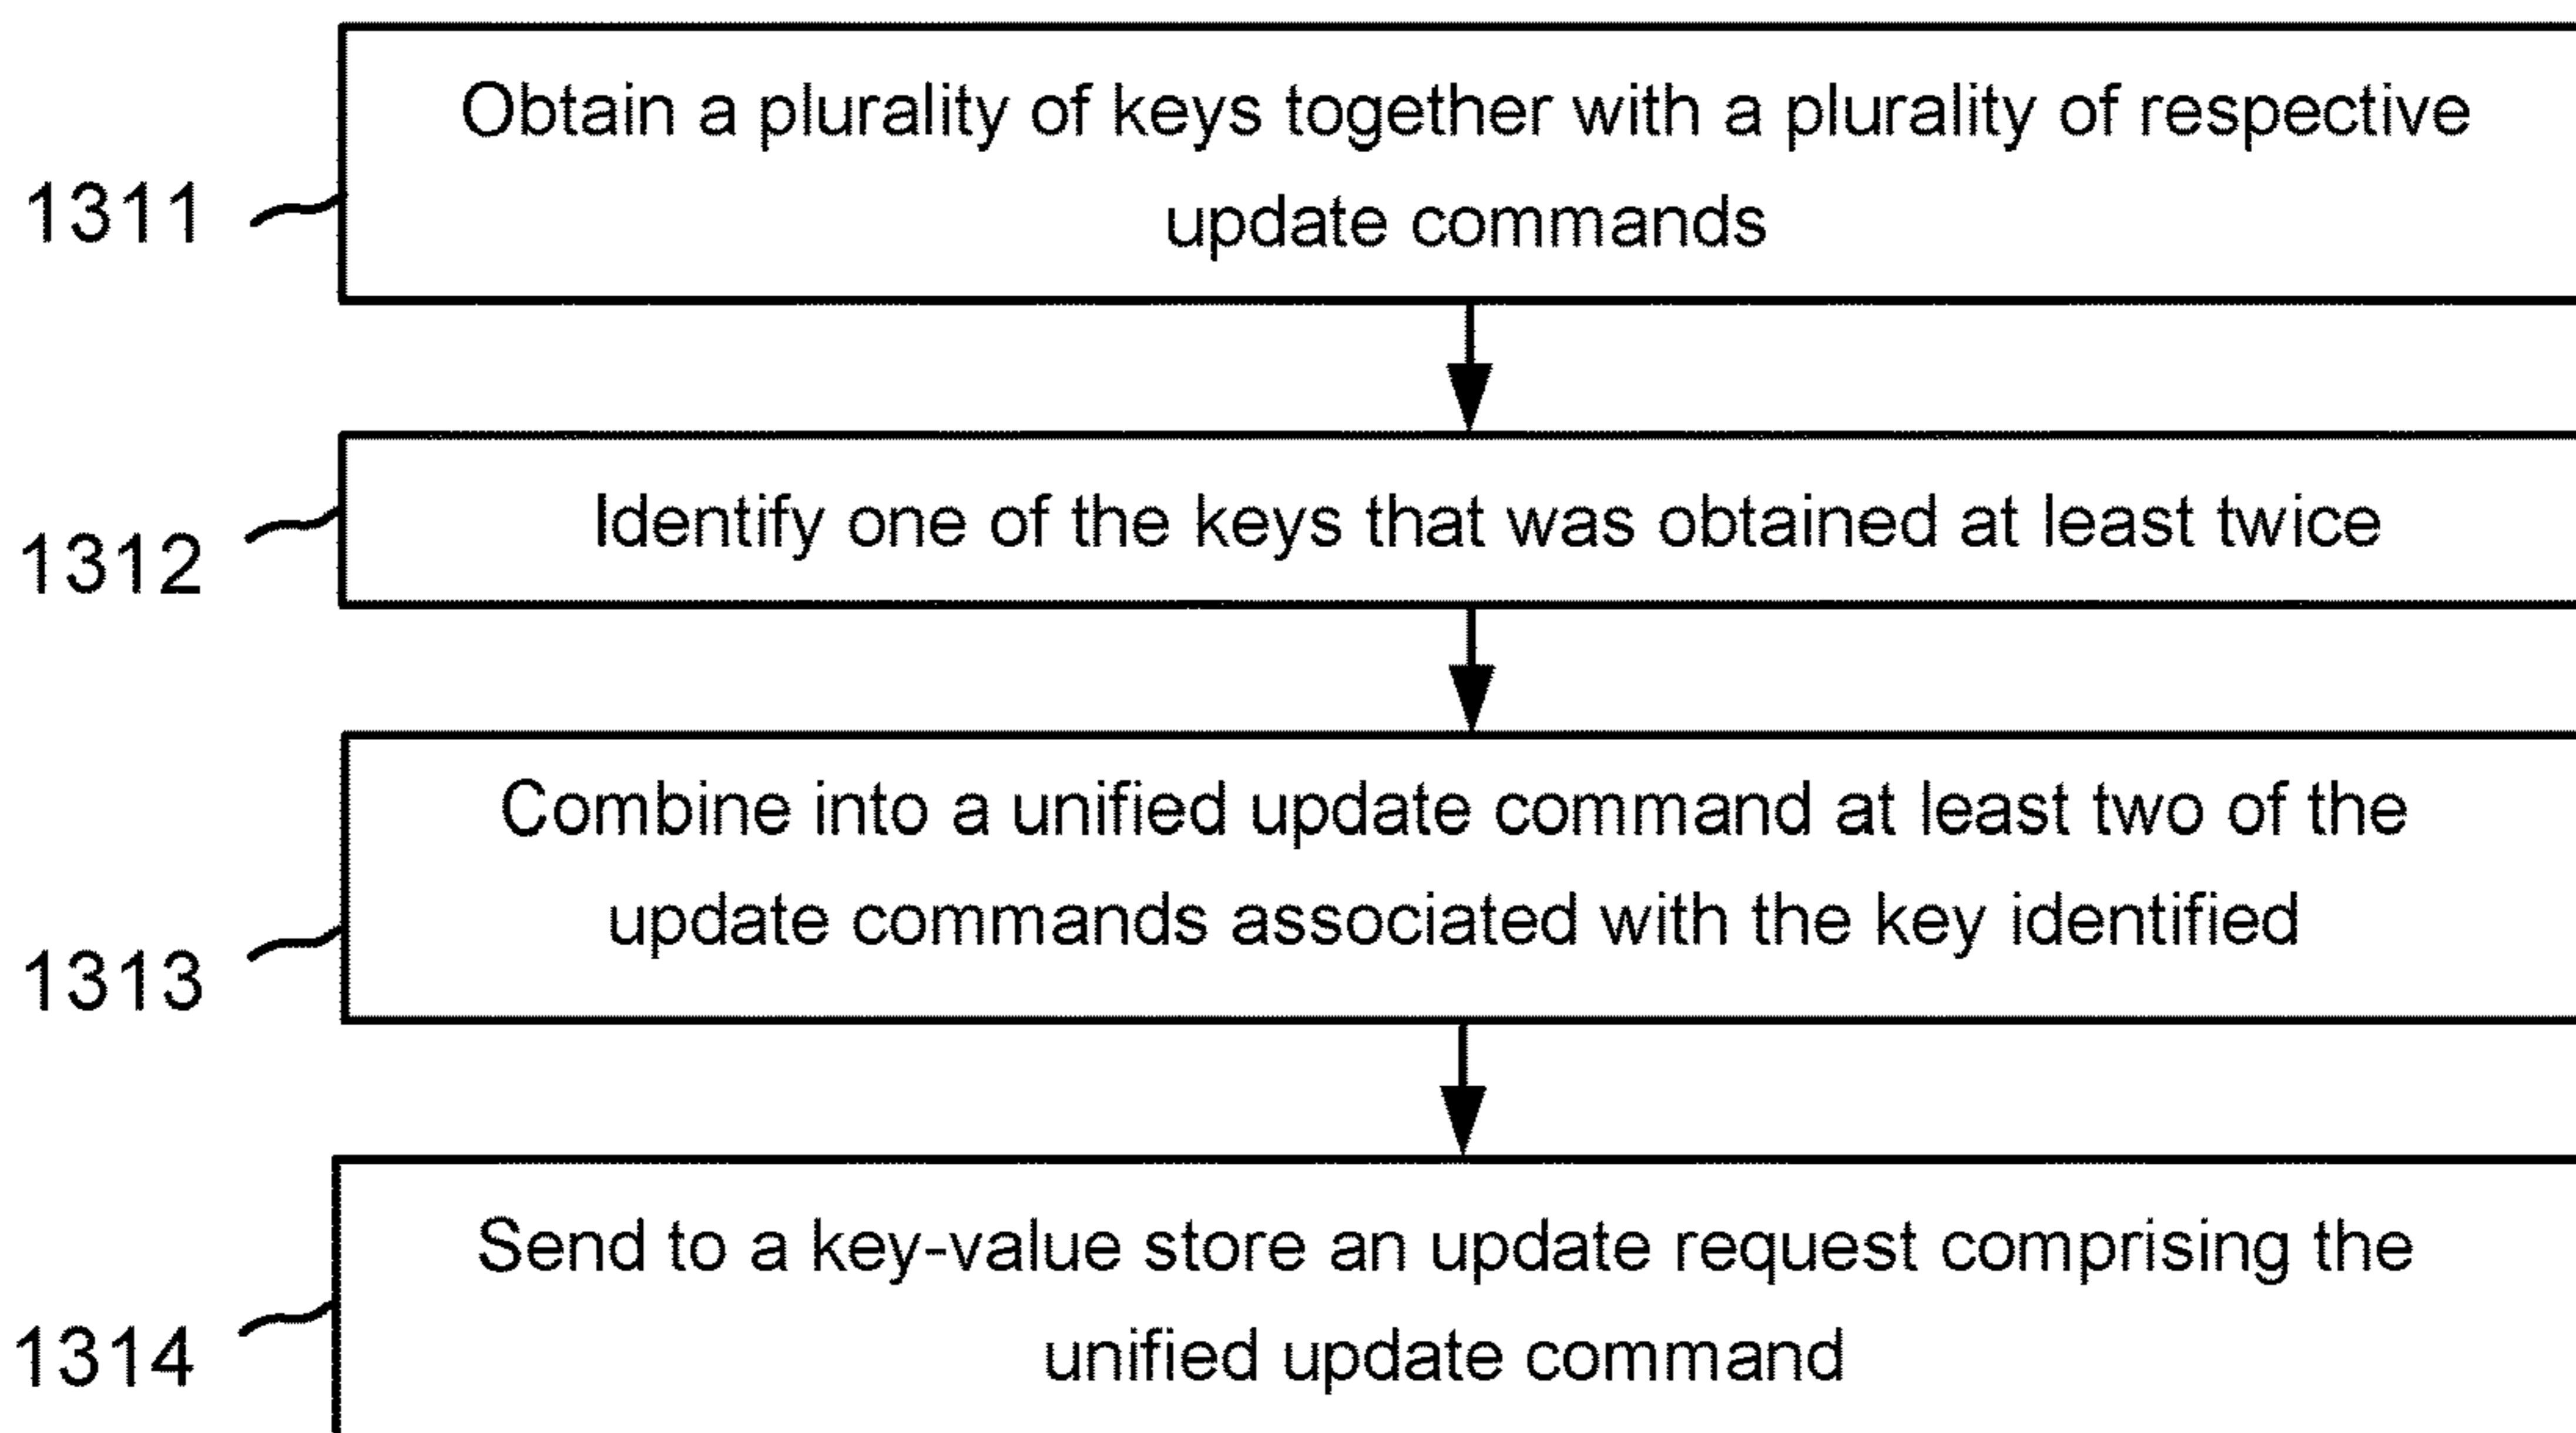 Obtain a plurality of keys together with a plurality of respective
update commands
1311
Identify one of the keys that was obtained at least twice
1312
Combine into a unified update command at least two of the
update commands associated with the key identified
1313
Send to a key-value store an update request comprising the
unified update command
1314